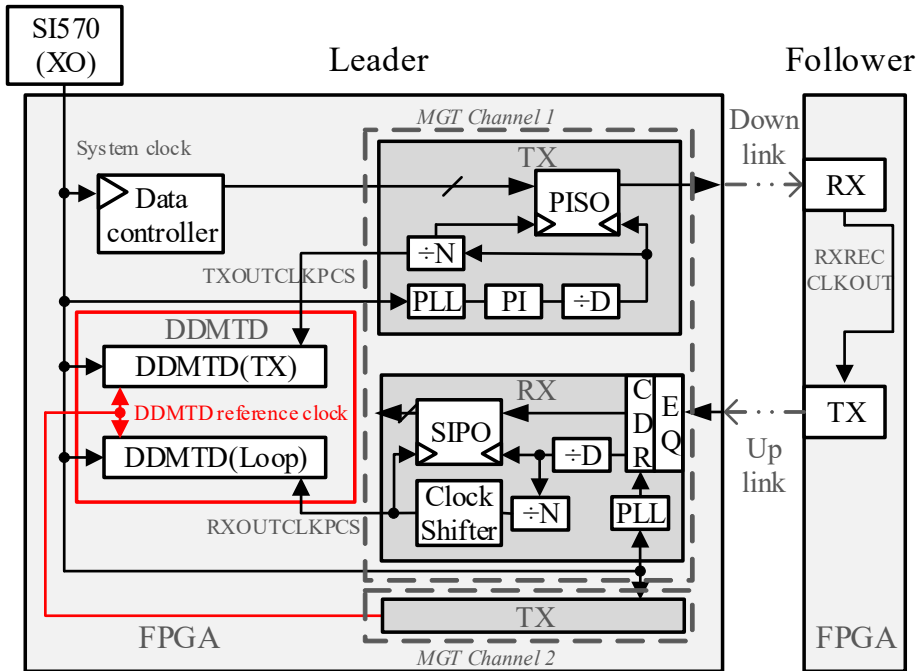 SI570
(XO)
Leader
Follower
MGT Channel 1
Down
link
System clock
TX
Data
controller
PISO
RX
÷N
TXOUTCLKPCS
RXREC
CLKOUT
PLL
PI
÷D
DDMTD
DDMTD(TX)
DDMTD reference clock
DDMTD(Loop)
RX
CDR
EQ
SIPO
÷D
TX
Up
link
Clock
Shifter
÷N
PLL
RXOUTCLKPCS
TX
FPGA
MGT Channel 2
FPGA